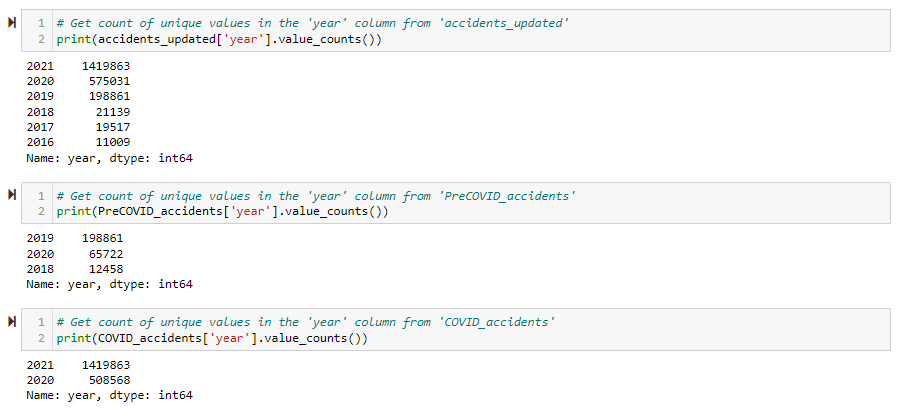 1 # Get count of unique values in the 'year' column from 'accidents_updated'
2 print(accidents_updated['year'].value_counts())
2021 1419863
2020 575031
2019 198861
2018 21139
2017 19517
2016 11009
Name: year, dtype: int64
1 # Get count of unique values in the 'year' column from 'PreCOVID_accidents'
2 print(PreCOVID_accidents['year'].value_counts())
2019 198861
2020 65722
2018 12458
Name: year, dtype: int64
1 # Get count of unique values in the 'year' column from 'COVID_accidents'
2 print(COVID_accidents['year'].value_counts())
2021 1419863
2020 508568
Name: year, dtype: int64